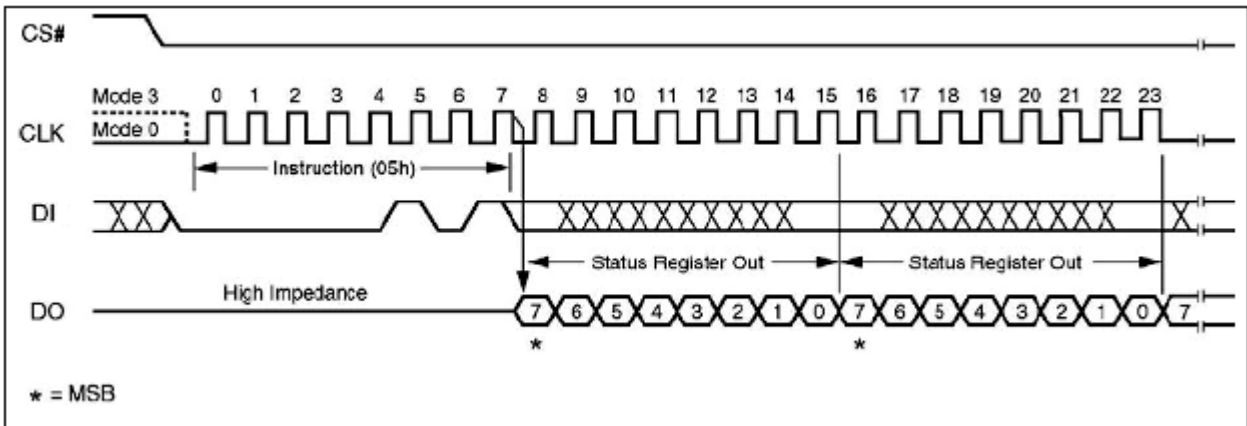 CS#
Mode 3
0 1 2 3 4 5 6 7 8 9 10 11 12 13 14 15 16 17 18 19 20 21 22 23
CLK
Mode 0
Instruction (05h)
DI
Status Register Out
Status Register Out
High Impedance
DO
7 6 5 4 3 2 1 0 7 6 5 4 3 2 1 0 7
* *
* = MSB